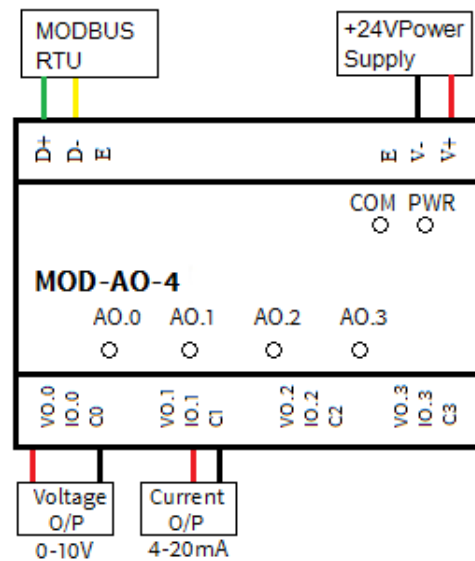 MODBUS
RTU
+24VPower
Supply
D+ D- E
E V- V+
COM PWR
MOD-AO-4
AO.0 AO.1 AO.2 AO.3
VO.0
IO.0
C0
VO.1
IO.1
C1
VO.2
IO.2
C2
VO.3
IO.3
C3
Voltage
O/P
0-10V
Current
O/P
4-20mA